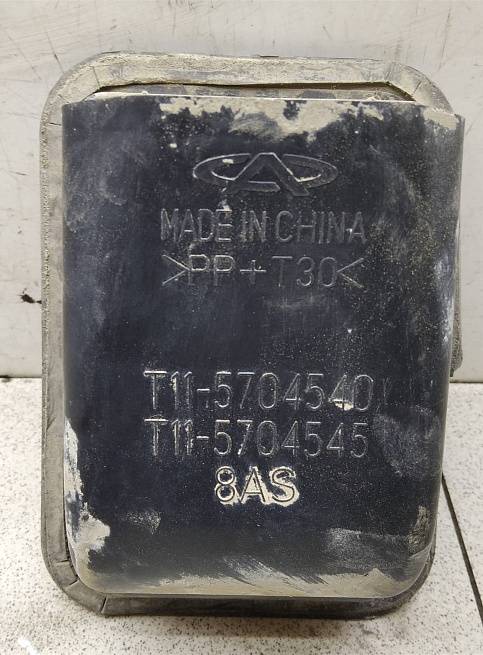 MADE IN CHINA
>PP+T30<
T11-5704540
T11-5704545
8AS